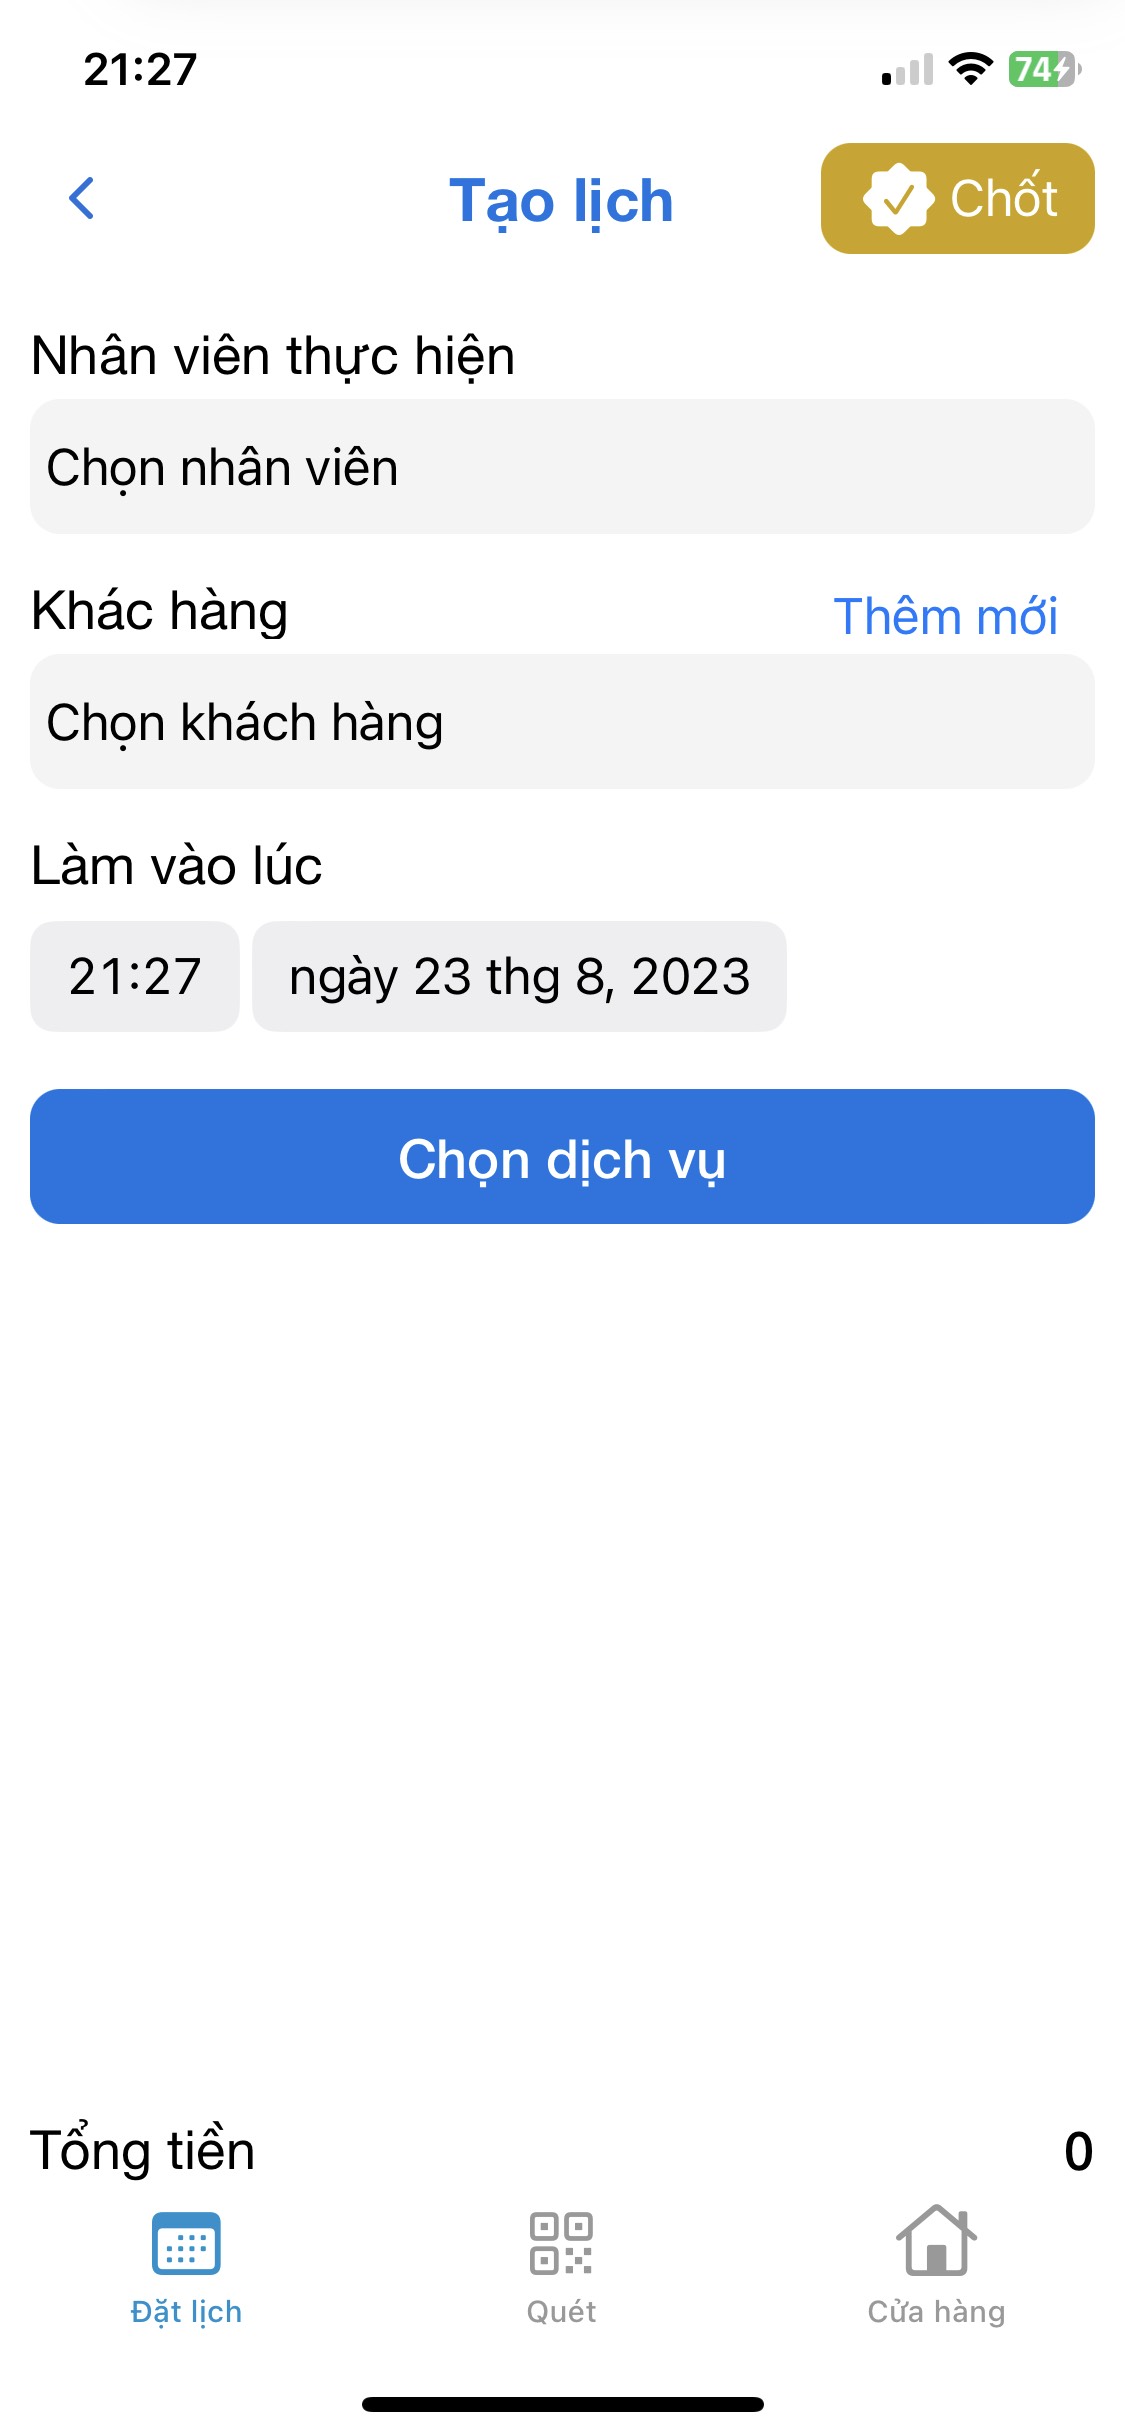 21:27
74
Tạo lịch
Chốt
Nhân viên thực hiện
Chọn nhân viên
Khác hàng
Thêm mới
Chọn khách hàng
Làm vào lúc
21:27
ngày 23 thg 8, 2023
Chọn dịch vụ
Tổng tiền
0
Đặt lịch
Quét
Cửa hàng